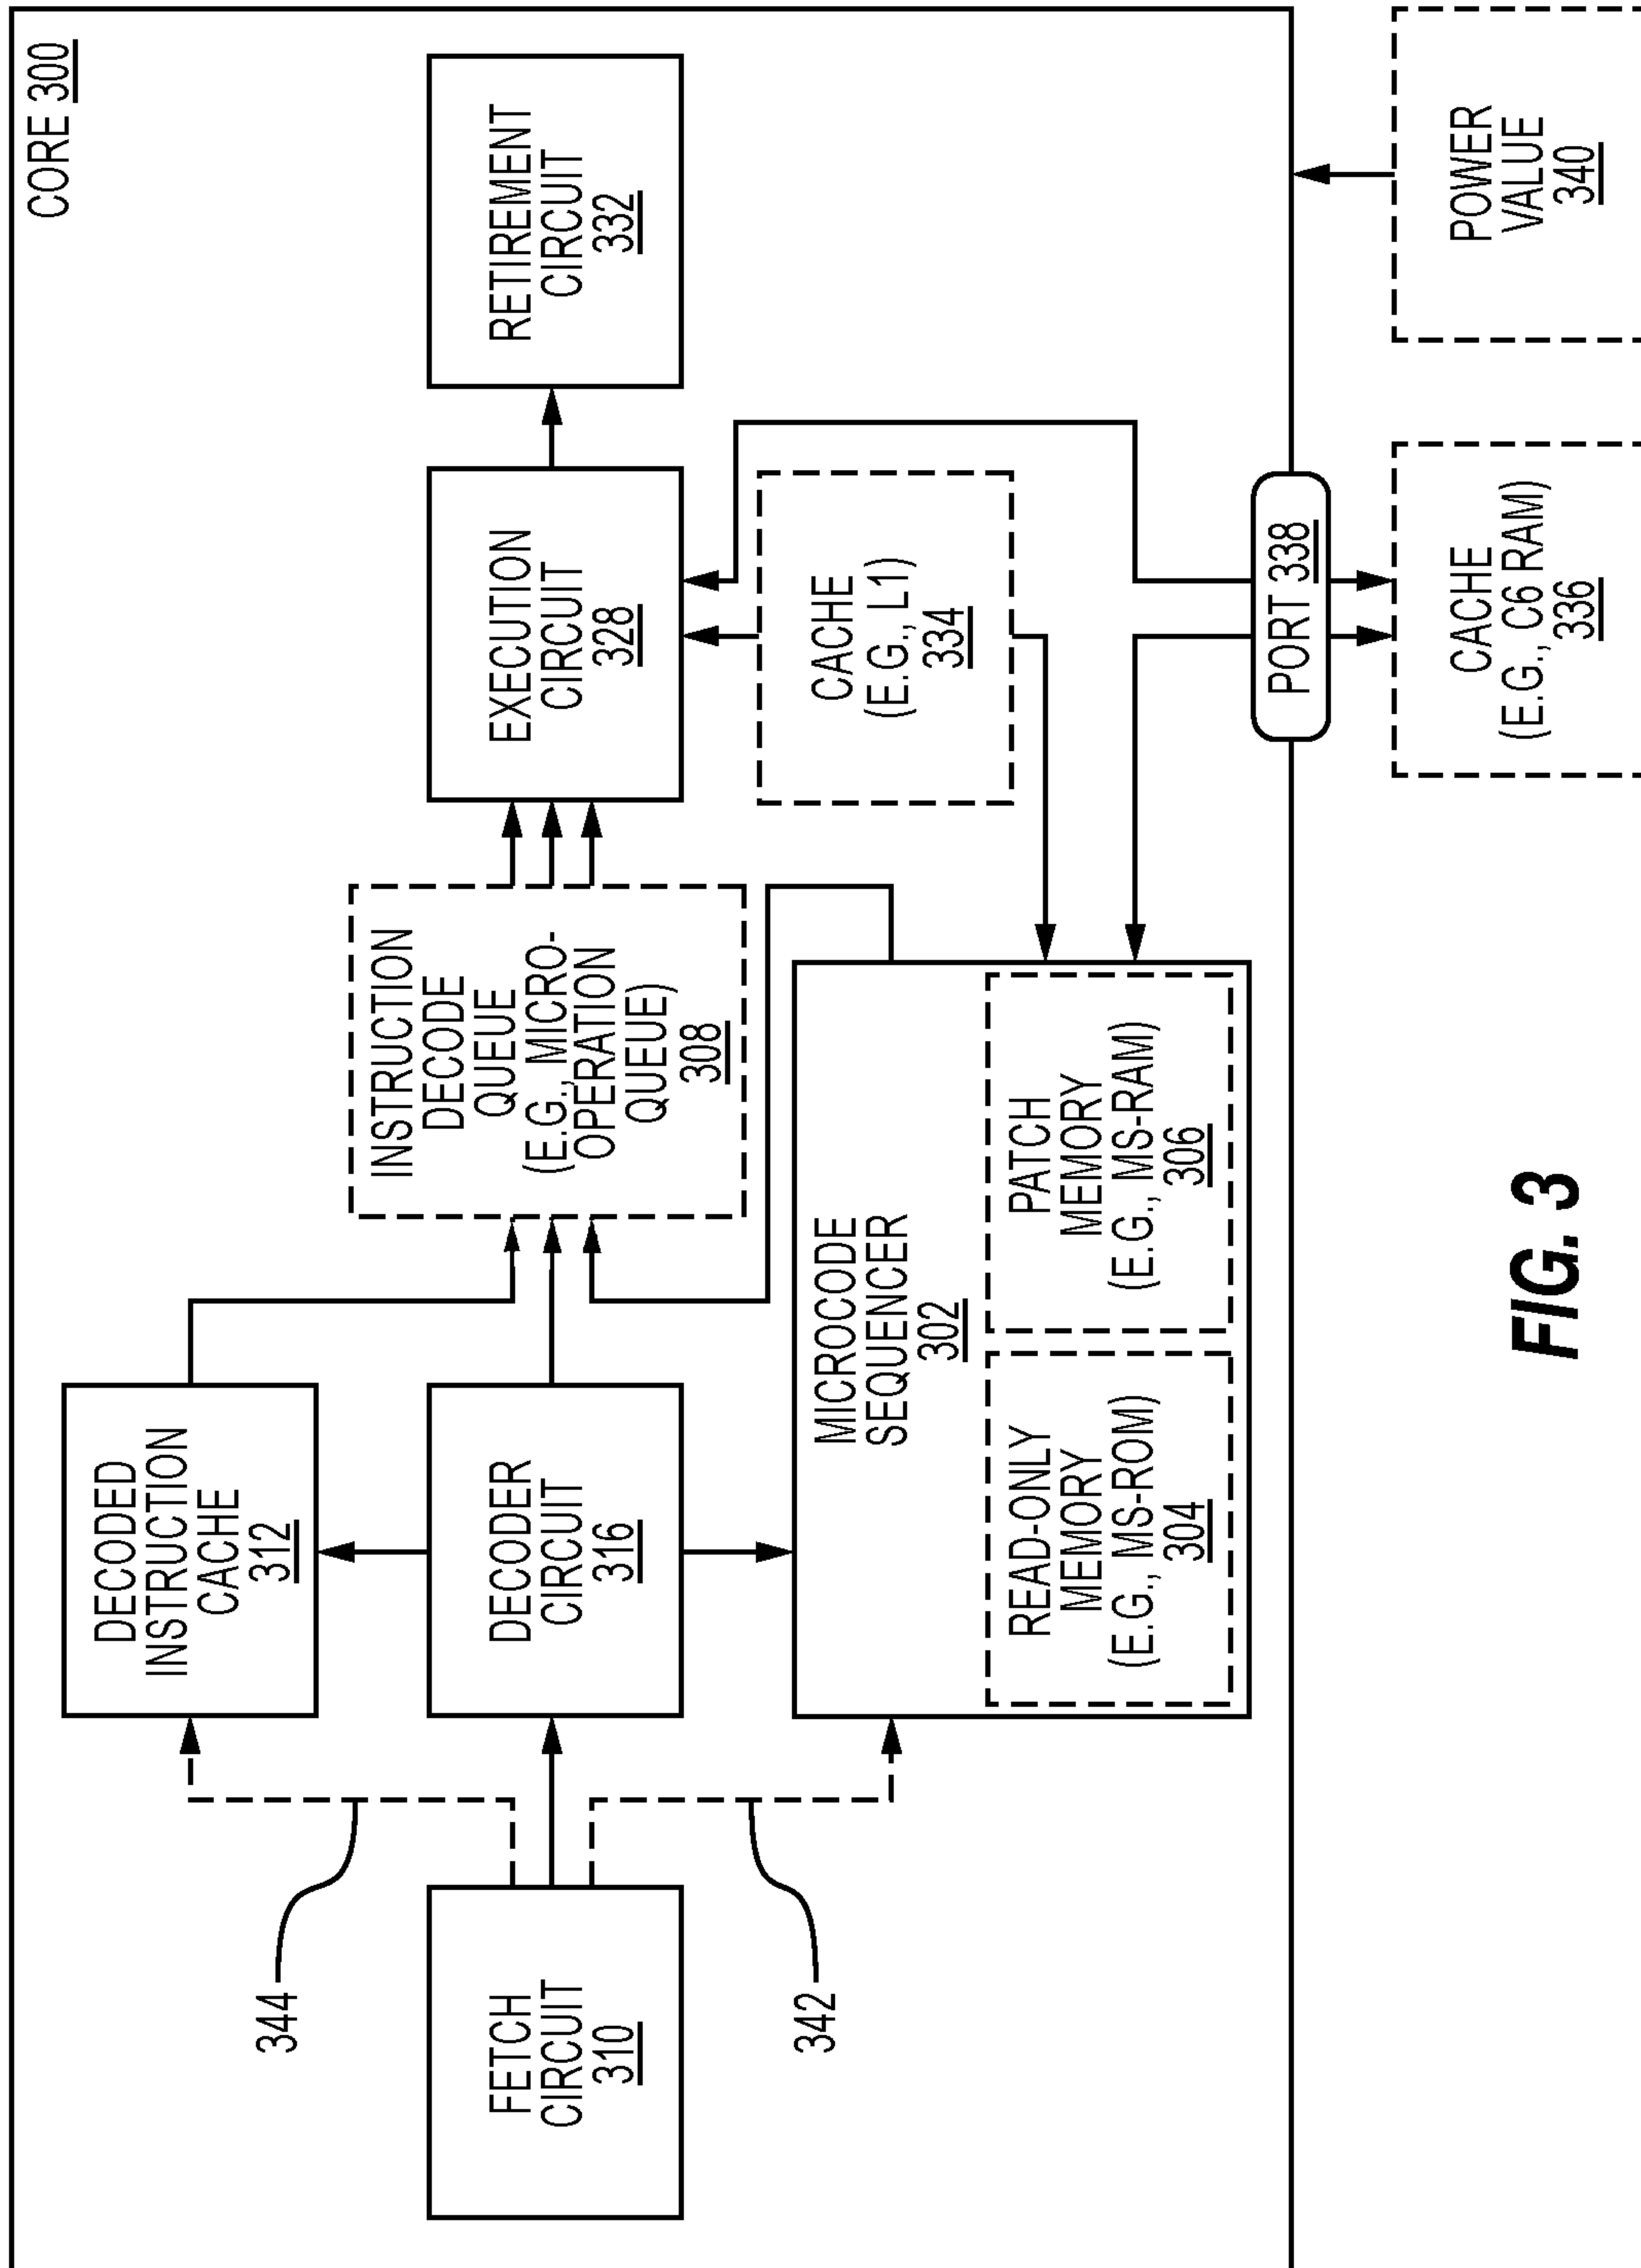 CORE 300
344
342
FETCH
CIRCUIT
310
DECODED
INSTRUCTION
CACHE
312
DECODER
CIRCUIT
316
MICROCODE
SEQUENCER
302
READ-ONLY
MEMORY
(E.G., MS-ROM)
304
PATCH
MEMORY
(E.G., MS-RAM)
306
INSTRUCTION
DECODE
QUEUE
(E.G., MICRO-
OPERATION
QUEUE)
308
EXECUTION
CIRCUIT
328
RETIREMENT
CIRCUIT
332
CACHE
(E.G., L1)
334
PORT 338
CACHE
(E.G., C6 RAM)
336
POWER
VALUE
340
FIG. 3